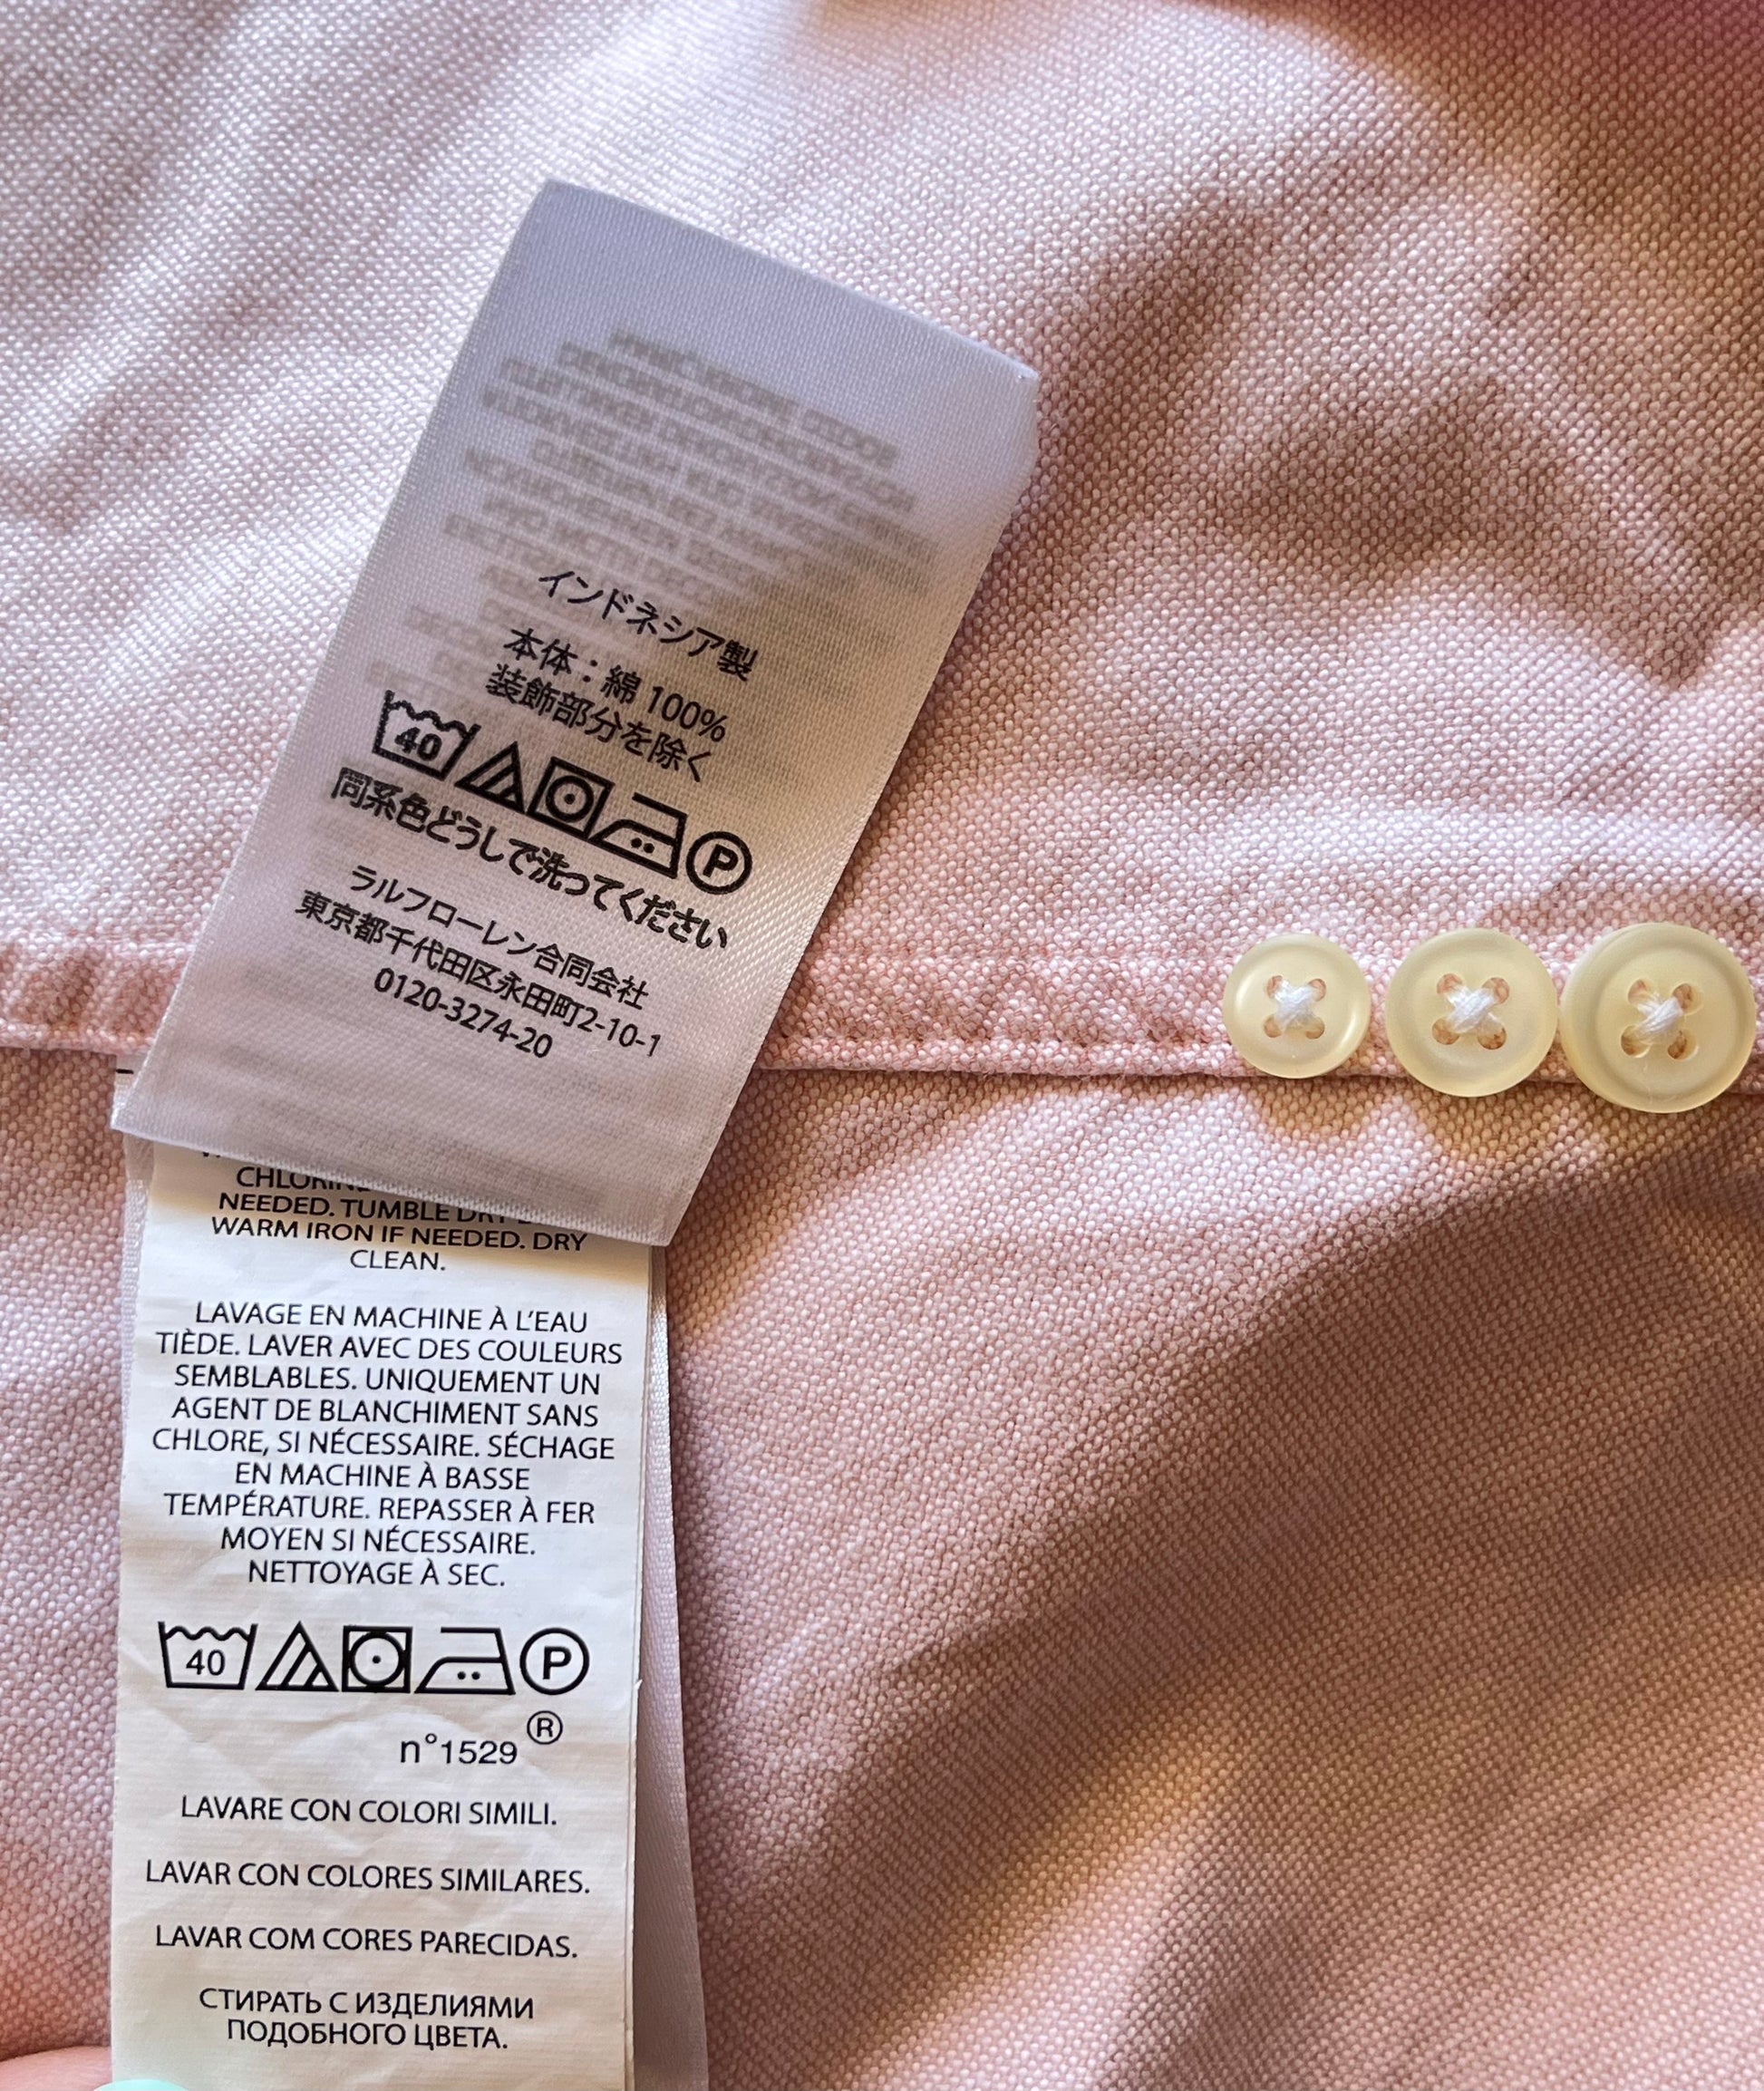 インドネシア製
本体：綿 100%
装飾部分を除く
40 P
同系色どうしで洗ってください
ラルフローレン合同会社
東京都千代田区永田町2-10-1
0120-3274-20
NEEDED. TUMBLE DRY
WARM IRON IF NEEDED. DRY
CLEAN.
LAVAGE EN MACHINE À L’EAU
TIÈDE. LAVER AVEC DES COULEURS
SEMBLABLES. UNIQUEMENT UN
AGENT DE BLANCHIMENT SANS
CHLORE, SI NÉCESSAIRE. SÉCHAGE
EN MACHINE À BASSE
TEMPÉRATURE. REPASSER À FER
MOYEN SI NÉCESSAIRE.
NETTOYAGE À SEC.
40 P
n°1529 ®
LAVARE CON COLORI SIMILI.
LAVAR CON COLORES SIMILARES.
LAVAR COM CORES PARECIDAS.
СТИРАТЬ С ИЗДЕЛИЯМИ
ПОДОБНОГО ЦВЕТА.